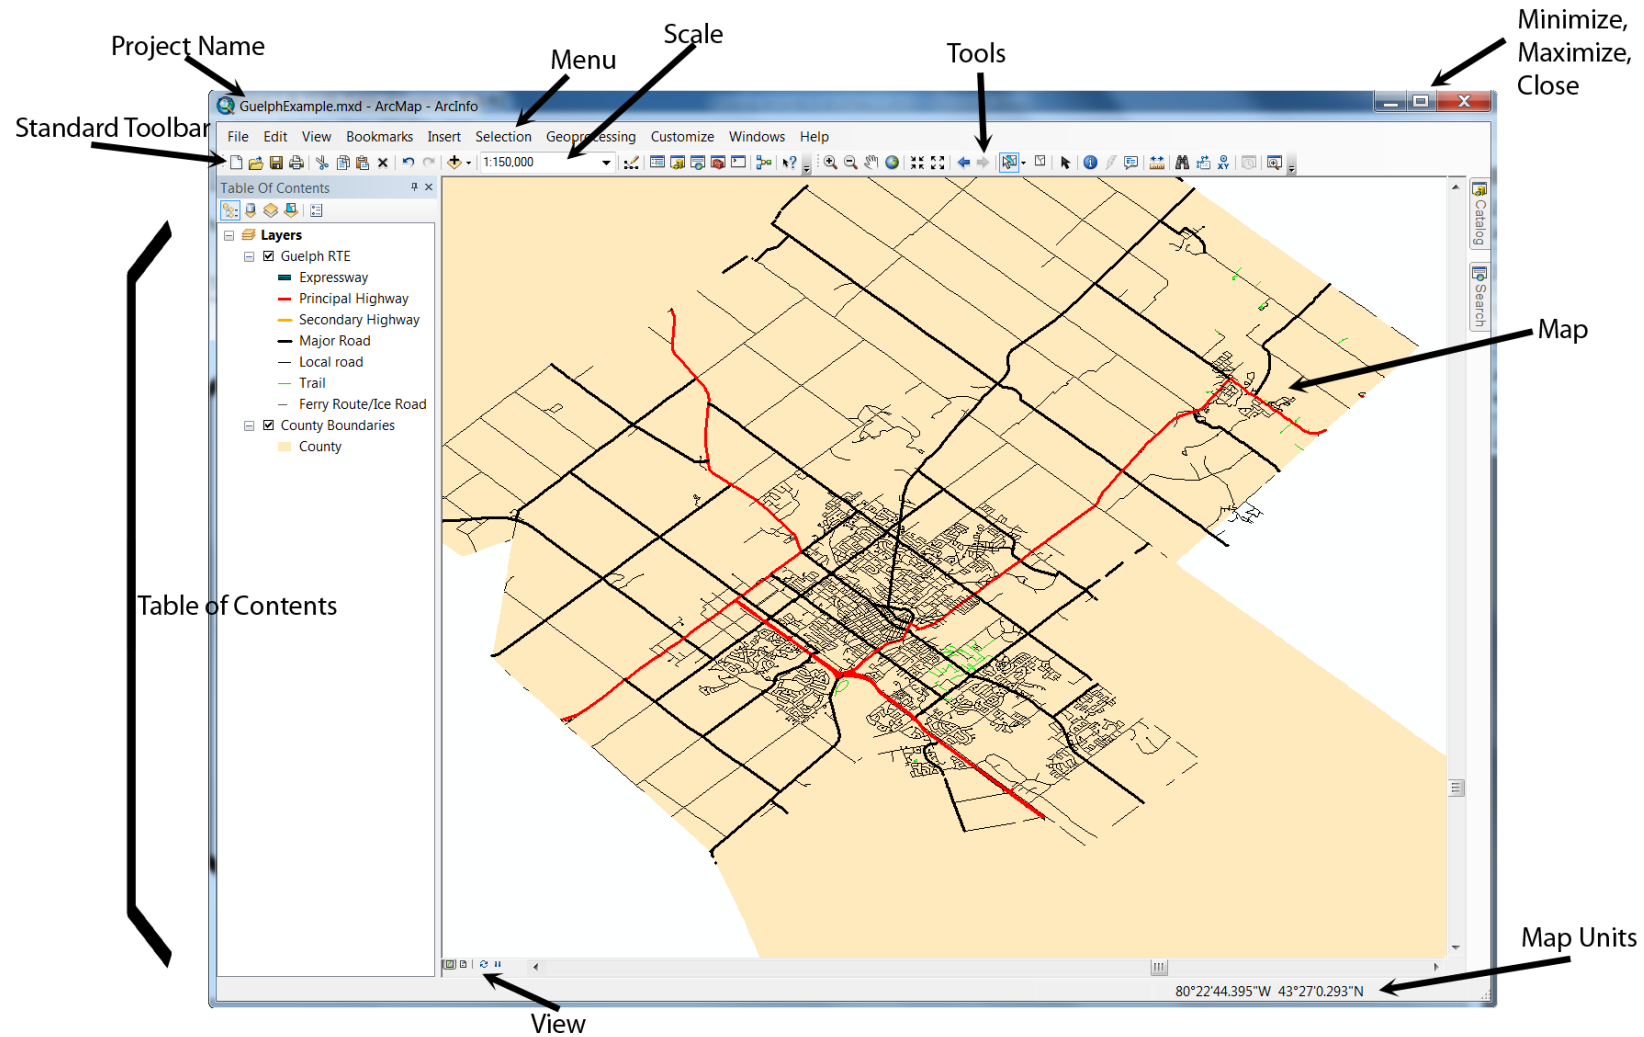 Project Name
Menu
Scale
Tools
Minimize,
Maximize,
Close
Standard Toolbar
GuelphExample.mxd - ArcMap - ArcInfo
File Edit View Bookmarks Insert Selection Geoprocessing Customize Windows Help
1:150,000
Table Of Contents
Layers
Guelph RTE
Expressway
Principal Highway
Secondary Highway
Major Road
Local road
Trail
Ferry Route/Ice Road
County Boundaries
County
Catalog
Search
Map
Table of Contents
Map Units
80°22'44.395"W 43°27'0.293"N
View